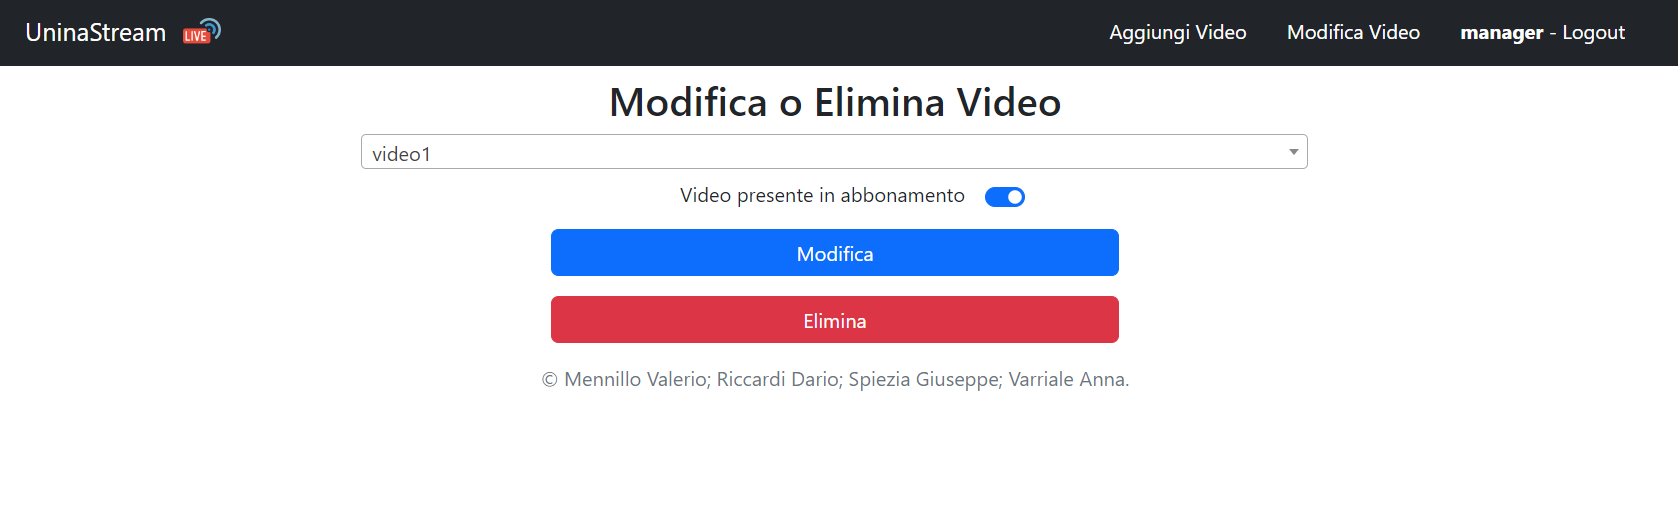 UninaStream LIVE Aggiungi Video Modifica Video manager - Logout
Modifica o Elimina Video
video1
Video presente in abbonamento
Modifica
Elimina
© Mennillo Valerio; Riccardi Dario; Spiezia Giuseppe; Varriale Anna.